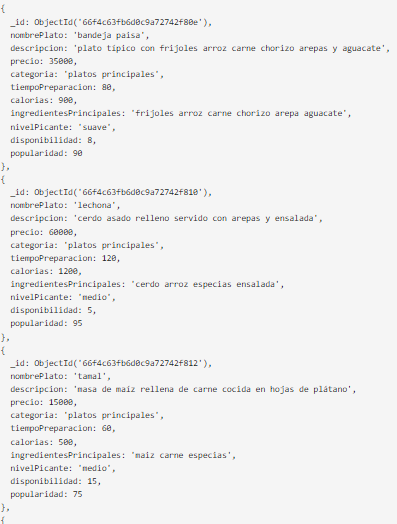 {
  _id: ObjectId('66f4c63fb6d0c9a72742f80e'),
  nombrePlato: 'bandeja paisa',
  descripcion: 'plato típico con frijoles arroz carne chorizo arepas y aguacate',
  precio: 35000,
  categoria: 'platos principales',
  tiempoPreparacion: 80,
  calorias: 900,
  ingredientesPrincipales: 'frijoles arroz carne chorizo arepa aguacate',
  nivelPicante: 'suave',
  disponibilidad: 8,
  popularidad: 90
},
{
  _id: ObjectId('66f4c63fb6d0c9a72742f810'),
  nombrePlato: 'lechona',
  descripcion: 'cerdo asado relleno servido con arepas y ensalada',
  precio: 60000,
  categoria: 'platos principales',
  tiempoPreparacion: 120,
  calorias: 1200,
  ingredientesPrincipales: 'cerdo arroz especias ensalada',
  nivelPicante: 'medio',
  disponibilidad: 5,
  popularidad: 95
},
{
  _id: ObjectId('66f4c63fb6d0c9a72742f812'),
  nombrePlato: 'tamal',
  descripcion: 'masa de maíz rellena de carne cocida en hojas de plátano',
  precio: 15000,
  categoria: 'platos principales',
  tiempoPreparacion: 60,
  calorias: 500,
  ingredientesPrincipales: 'maiz carne especias',
  nivelPicante: 'medio',
  disponibilidad: 15,
  popularidad: 75
},
{